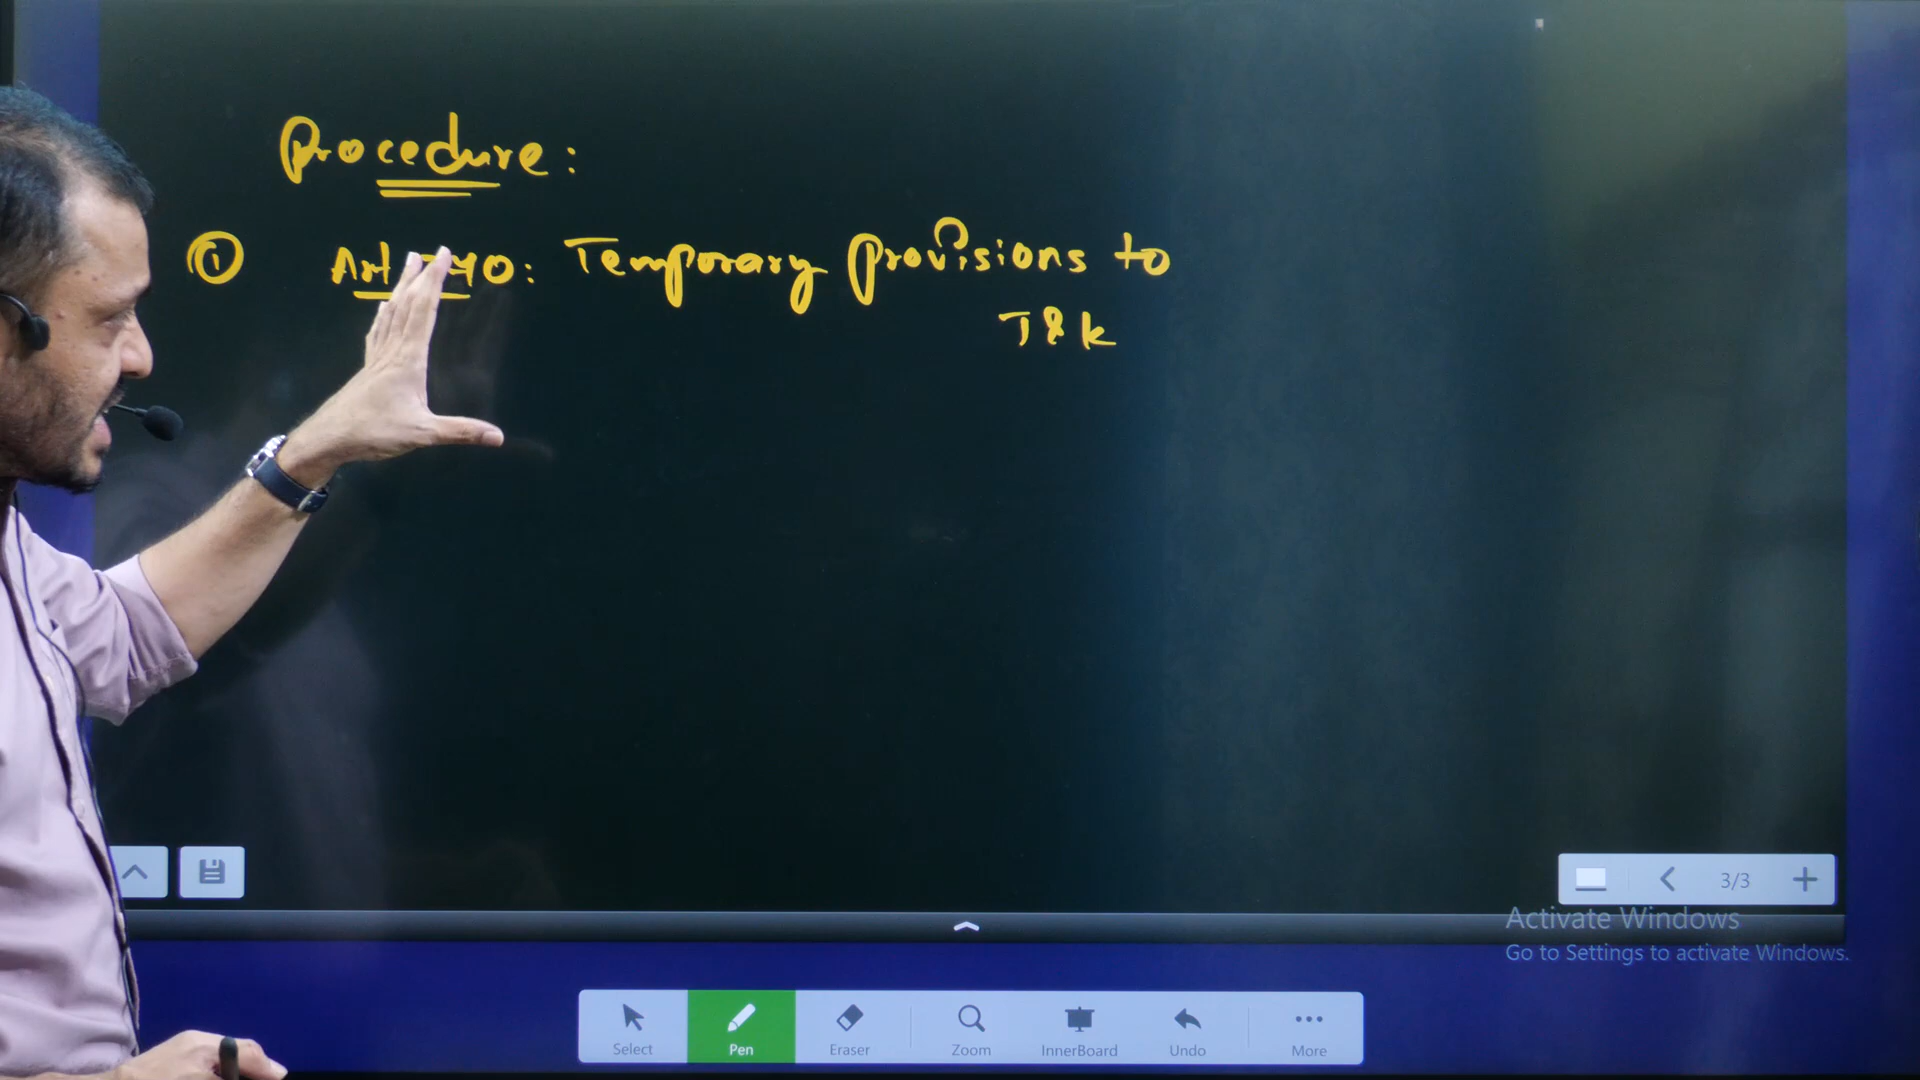 Procedure:
① Art 370: Temporary provisions to
J & K
3/3
Activate Windows
Go to Settings to activate Windows.
Select Pen Eraser Zoom InnerBoard Undo More